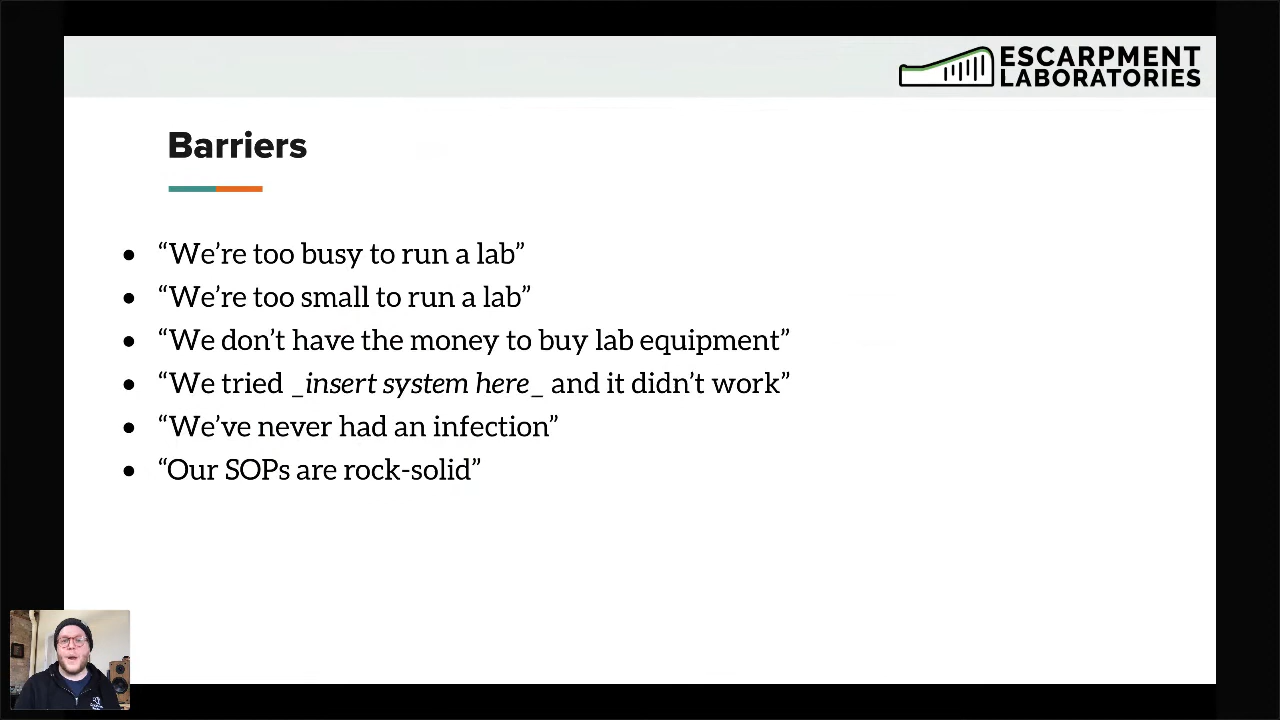 ESCARPMENT
LABORATORIES
Barriers
“We’re too busy to run a lab”
“We’re too small to run a lab”
“We don’t have the money to buy lab equipment”
“We tried _insert system here_ and it didn’t work”
“We’ve never had an infection”
“Our SOPs are rock-solid”